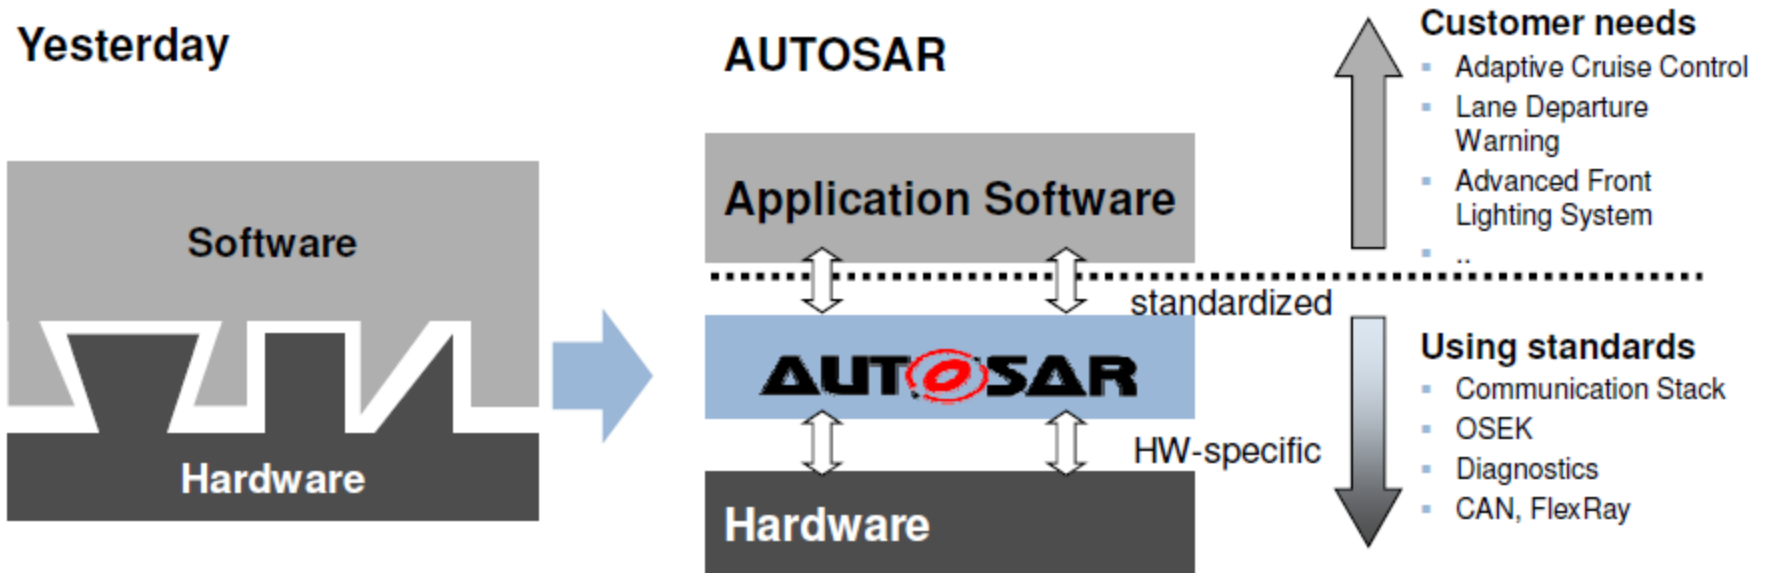 Yesterday
Software
Hardware
AUTOSAR
Application Software
standardized
AUTOSAR
HW-specific
Hardware
Customer needs
Adaptive Cruise Control
Lane Departure
Warning
Advanced Front
Lighting System
..
Using standards
Communication Stack
OSEK
Diagnostics
CAN, FlexRay